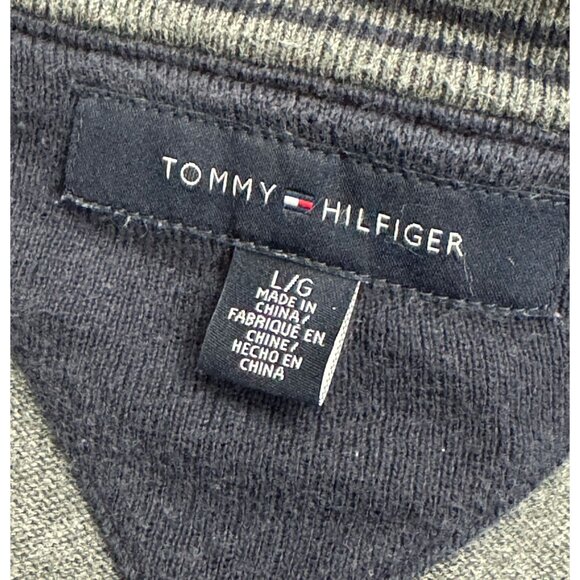 TOMMY HILFIGER
L/G
MADE IN
CHINA/
FABRIQUÉ EN
CHINE/
HECHO EN
CHINA